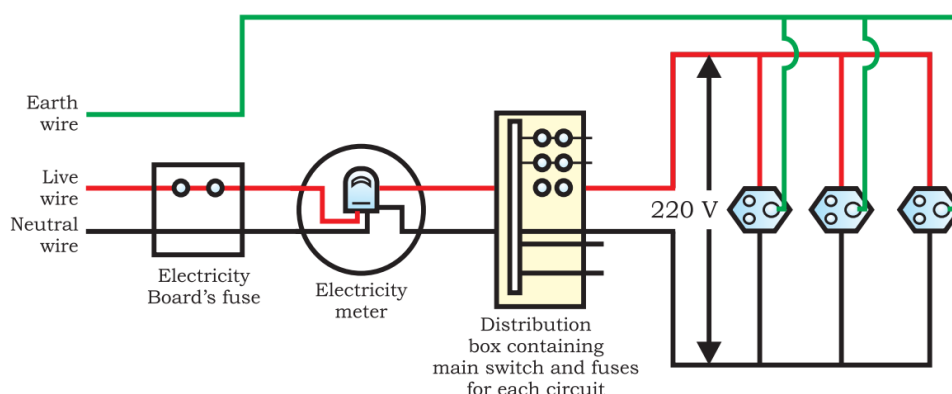 Earth
wire
Live
wire
Neutral
wire
Electricity
Board's fuse
Electricity
meter
Distribution
box containing
main switch and fuses
for each circuit
220 V